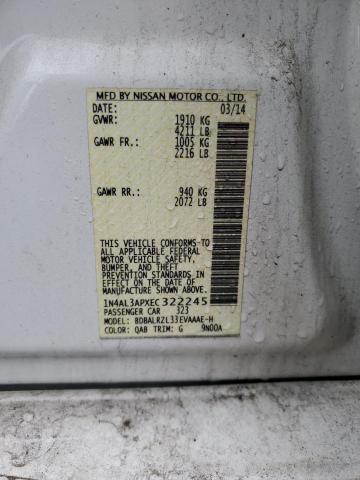 MFD BY NISSAN MOTOR CO., LTD.
DATE: 03/14
GVWR: 1910 KG
4211 LB
GAWR FR.: 1005 KG
2216 LB
GAWR RR.: 940 KG
2072 LB
THIS VEHICLE CONFORMS TO ALL
APPLICABLE U.S. FEDERAL
MOTOR VEHICLE SAFETY,
BUMPER, AND THEFT
PREVENTION STANDARDS IN
EFFECT ON THE DATE OF
MANUFACTURE SHOWN ABOVE.
1N4AL3APXEC322245
PASSENGER CAR 323
MODEL: BDBALRZL33EVAAAE-H
COLOR: QAB TRIM: G 9N00A